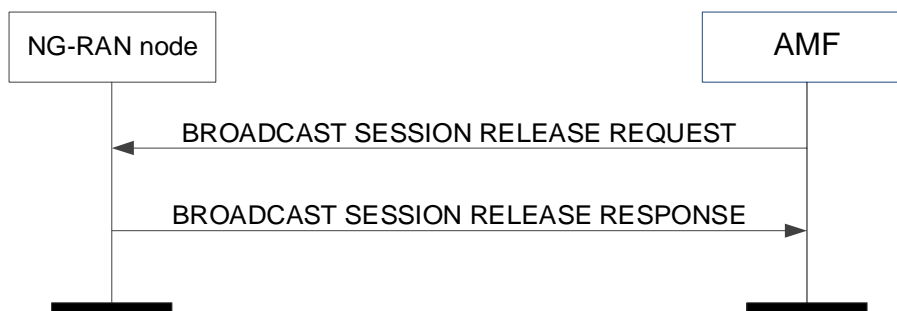 NG-RAN node
AMF
BROADCAST SESSION RELEASE REQUEST
BROADCAST SESSION RELEASE RESPONSE